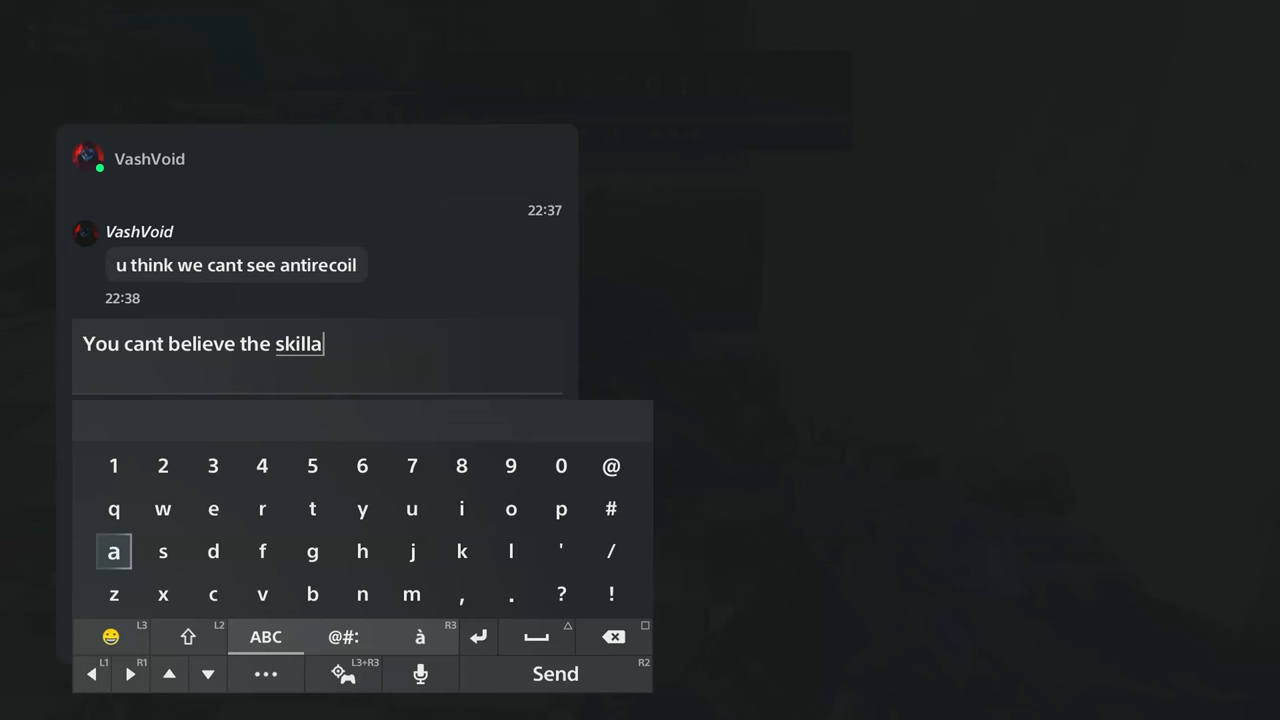 VashVoid
22:37
VashVoid
u think we cant see antirecoil
22:38
You cant believe the skilla
1 2 3 4 5 6 7 8 9 0 @
q w e r t y u i o p #
a s d f g h j k l ' /
z x c v b n m , . ? !
L3 L2 ABC @#: à R3
L1 R1 ... L3+R3 Send R2